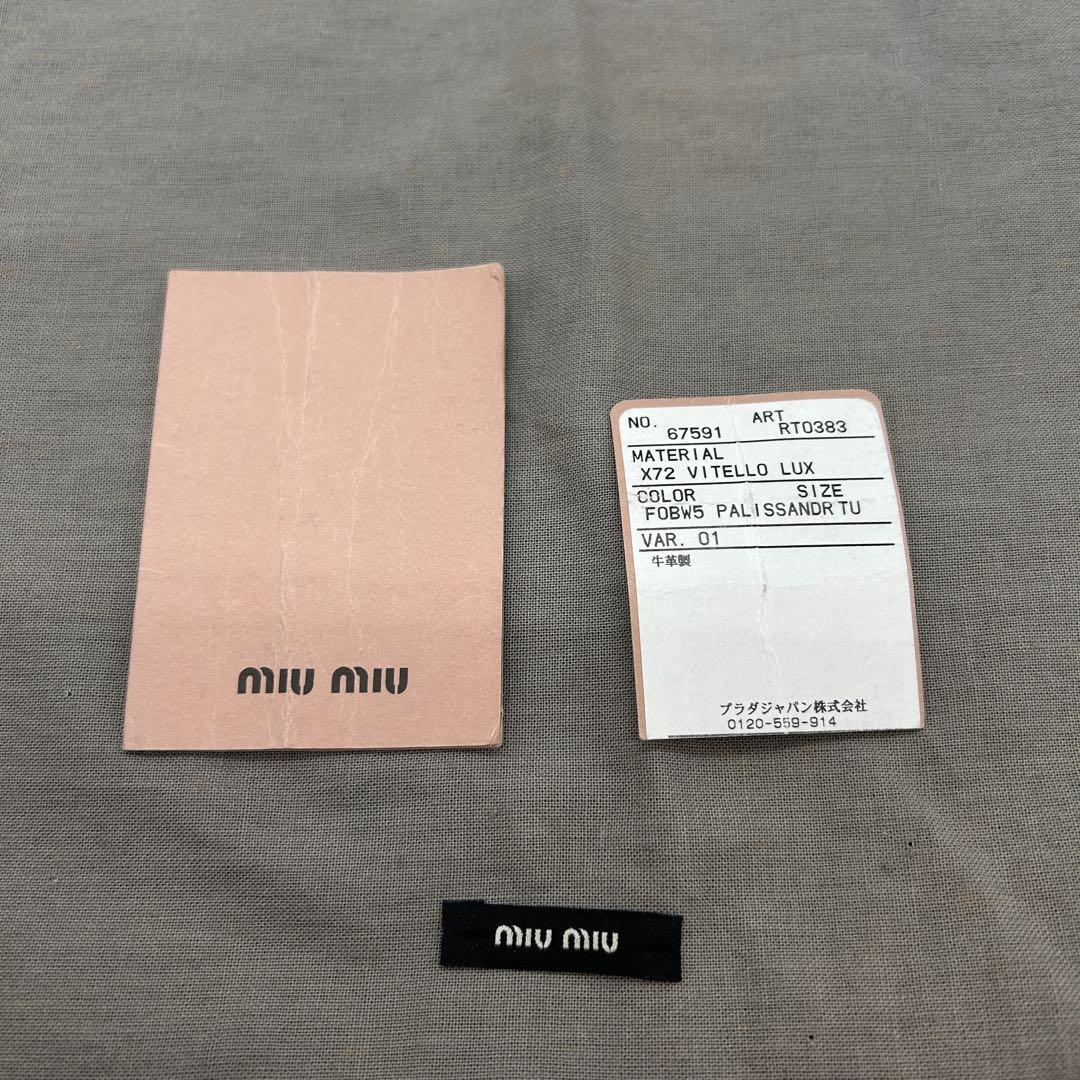 miu miu
NO. ART
67591 RT0383
MATERIAL
X72 VITELLO LUX
COLOR SIZE
F0BW5 PALISSANDR TU
VAR. 01
牛革製
プラダジャパン株式会社
0120-559-914
miu miu